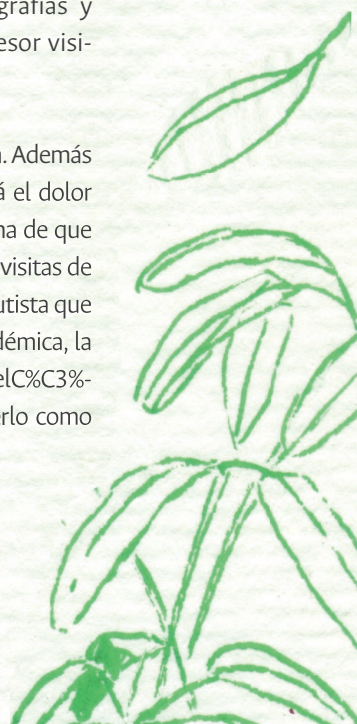 grafías y
esor visi-
. Además
á el dolor
na de que
visitas de
utista que
démica, la
elC%C3%-
erlo como